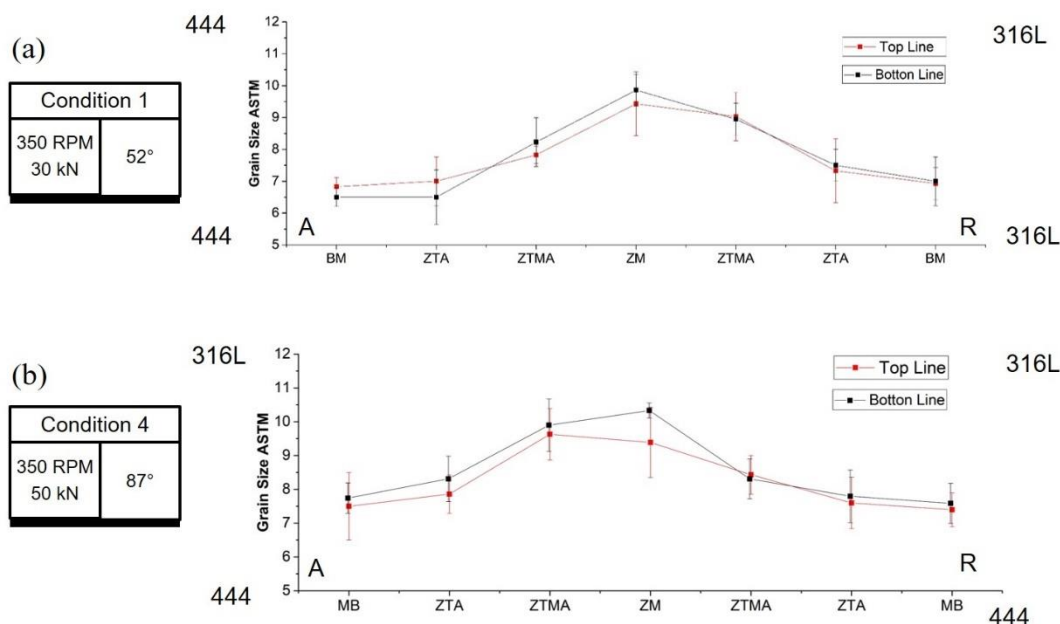 (a)
Condition 1
350 RPM
30 kN
52°
444
444
316L
316L
Grain Size ASTM
12
11
10
9
8
7
6
5
Top Line
Botton Line
A
R
BM ZTA ZTMA ZM ZTMA ZTA BM
(b)
Condition 4
350 RPM
50 kN
87°
316L
444
316L
444
Grain Size ASTM
12
11
10
9
8
7
6
5
Top Line
Botton Line
A
R
MB ZTA ZTMA ZM ZTMA ZTA MB